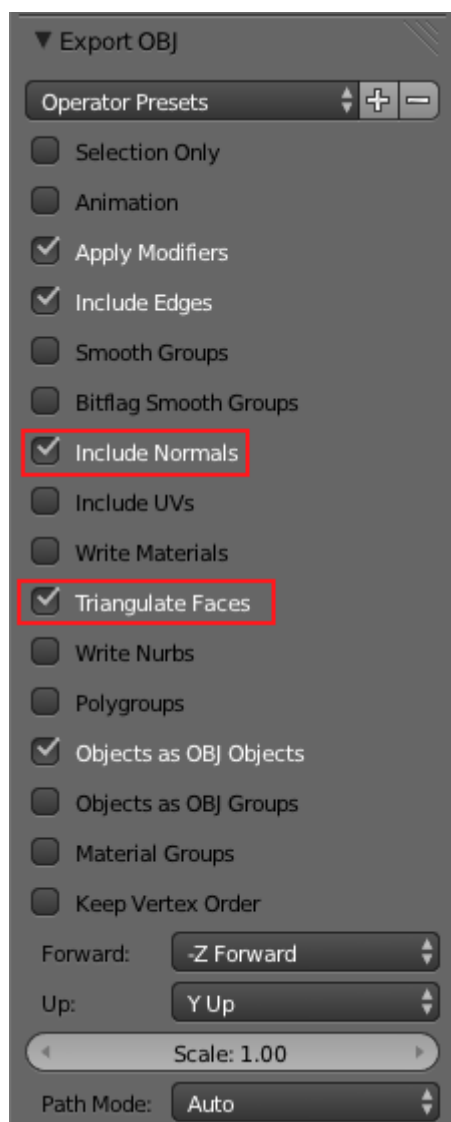 Export OBJ
Operator Presets
Selection Only
Animation
Apply Modifiers
Include Edges
Smooth Groups
Bitflag Smooth Groups
Include Normals
Include UVs
Write Materials
Triangulate Faces
Write Nurbs
Polygroups
Objects as OBJ Objects
Objects as OBJ Groups
Material Groups
Keep Vertex Order
Forward: -Z Forward
Up: Y Up
Scale: 1.00
Path Mode: Auto